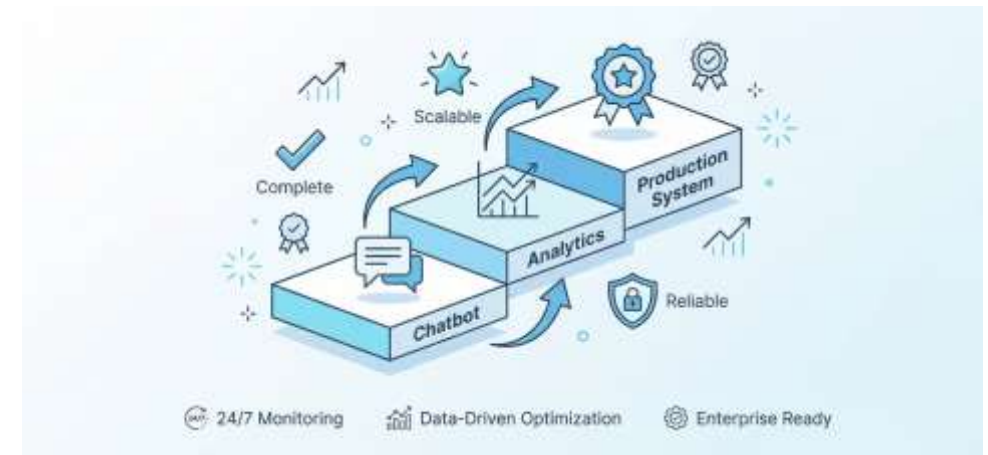 Scalable
Complete
Production
System
Analytics
Reliable
Chatbot
24/7 Monitoring
Data-Driven Optimization
Enterprise Ready